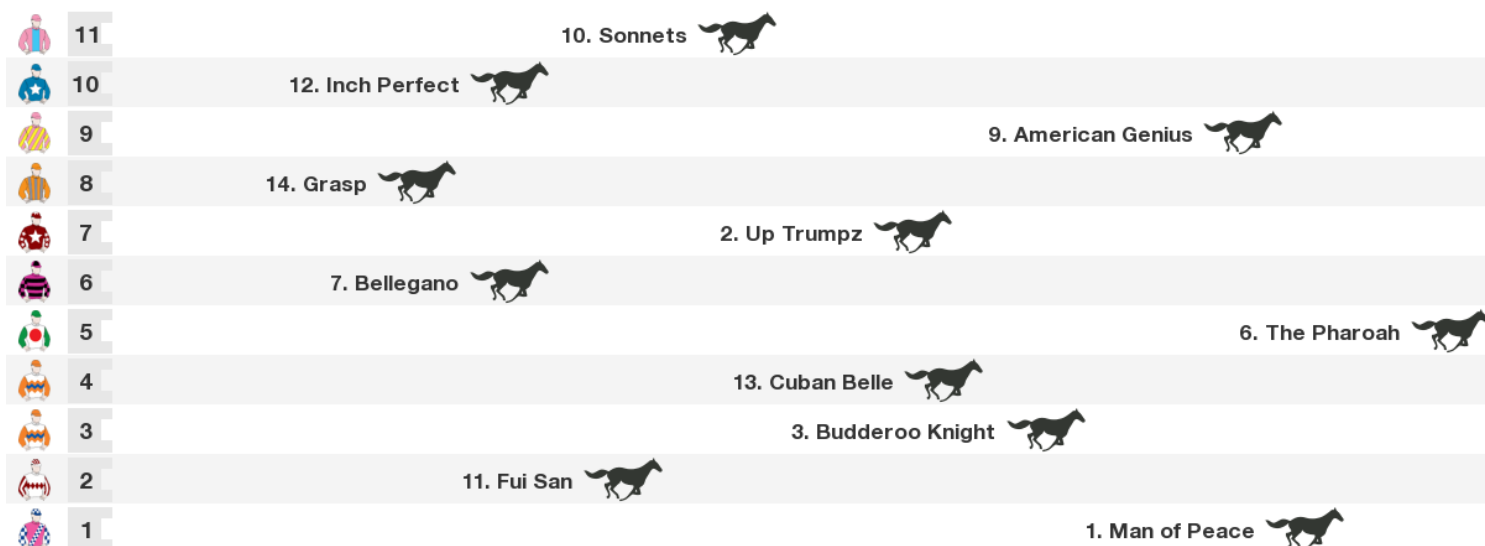 11 10. Sonnets
10 12. Inch Perfect
9 9. American Genius
8 14. Grasp
7 2. Up Trumpz
6 7. Bellegano
5 6. The Pharoah
4 13. Cuban Belle
3 3. Budderoo Knight
2 11. Fui San
1 1. Man of Peace